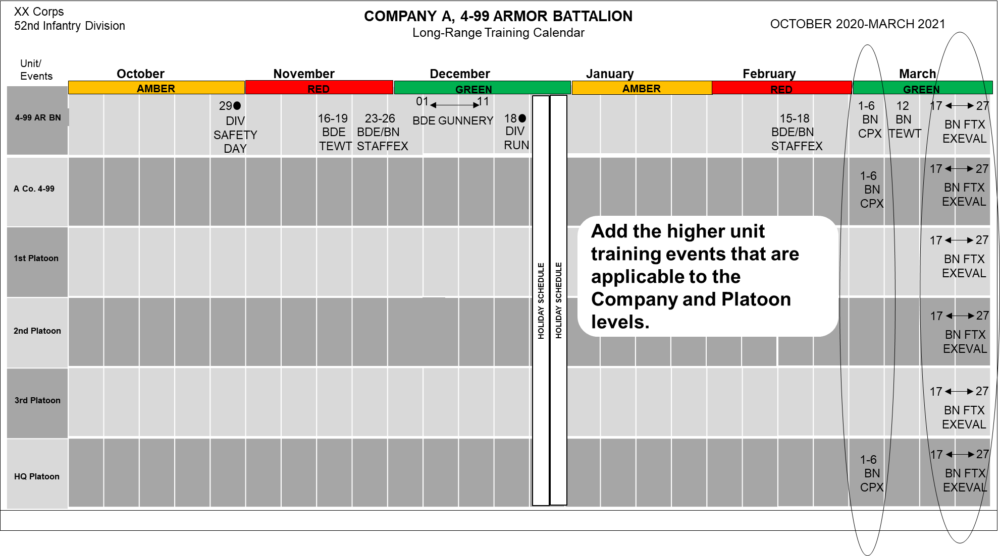 XX Corps
52nd Infantry Division
COMPANY A, 4-99 ARMOR BATTALION
Long-Range Training Calendar
OCTOBER 2020-MARCH 2021
Unit/
Events
October
November
December
January
February
March
AMBER
RED
GREEN
AMBER
RED
GREEN
4-99 AR BN
29
DIV
SAFETY
DAY
16-19
BDE
TEWT
23-26
BDE/BN
STAFFEX
01 11
BDE GUNNERY
18
DIV
RUN
15-18
BDE/BN
STAFFEX
1-6
BN
CPX
12
BN
TEWT
17 27
BN FTX
EXEVAL
HOLIDAY SCHEDULE
HOLIDAY SCHEDULE
A Co. 4-99
1-6
BN
CPX
17 27
BN FTX
EXEVAL
Add the higher unit
training events that are
applicable to the
Company and Platoon
levels.
1st Platoon
17 27
BN FTX
EXEVAL
2nd Platoon
17 27
BN FTX
EXEVAL
3rd Platoon
17 27
BN FTX
EXEVAL
HQ Platoon
1-6
BN
CPX
17 27
BN FTX
EXEVAL